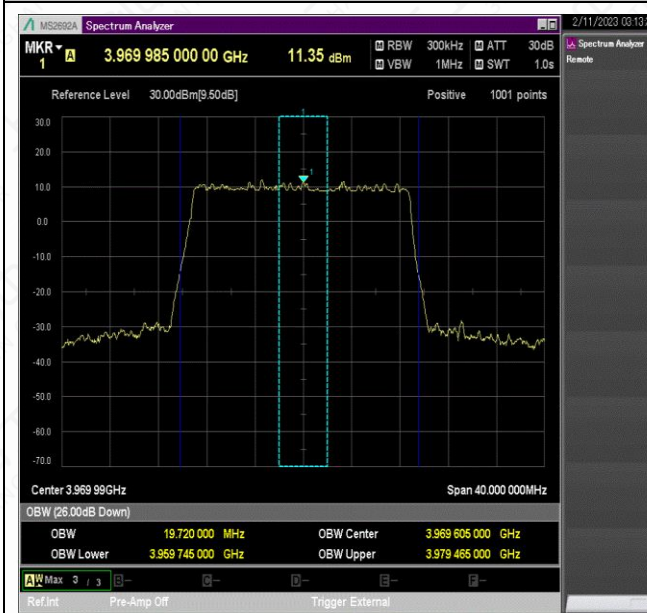 MS2692A Spectrum Analyzer
2/11/2023 03:13:2
MKR 1 A 3.969 985 000 00 GHz 11.35 dBm
RBW 300kHz ATT 30dB
VBW 1MHz SWT 1.0s
Spectrum Analyzer
Remote
Reference Level 30.00dBm[9.50dB] Positive 1001 points
1
30.0
20.0
10.0
1
0.0
-10.0
-20.0
-30.0
-40.0
-50.0
-60.0
-70.0
Center 3.969 99GHz Span 40.000 000MHz
OBW (26.00dB Down)
OBW 19.720 000 MHz OBW Center 3.969 605 000 GHz
OBW Lower 3.959 745 000 GHz OBW Upper 3.979 465 000 GHz
A W Max 3 / 3 B- C- D- E- F-
Ref.Int Pre-Amp Off Trigger External